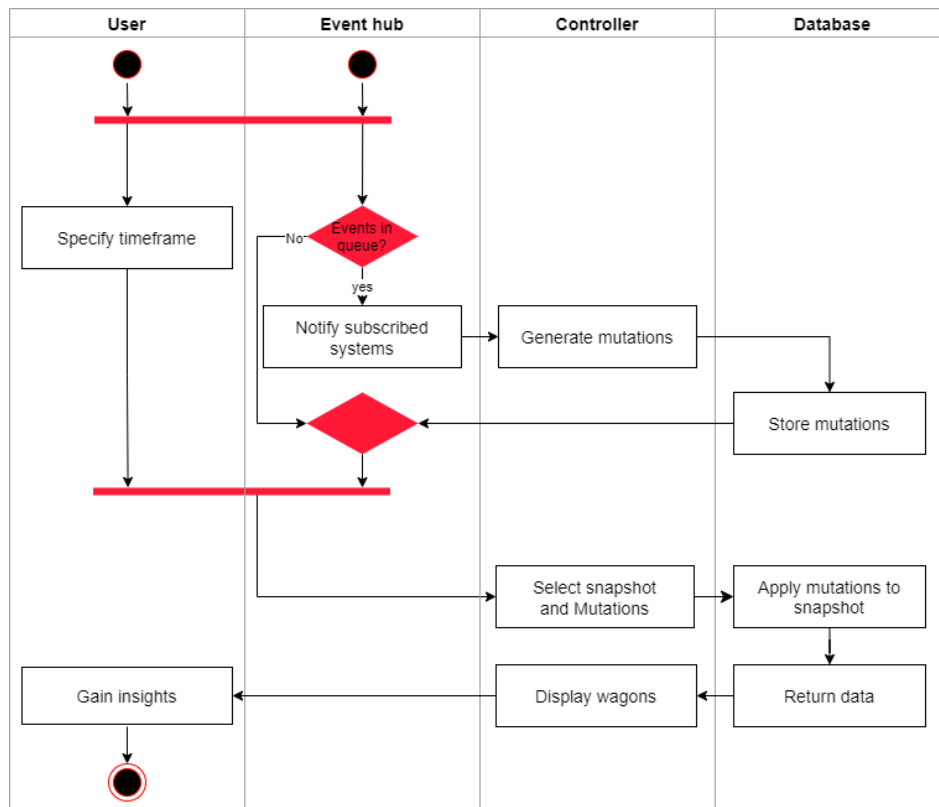 User
Event hub
Controller
Database
Specify timeframe
Events in
queue?
No
yes
Notify subscribed
systems
Generate mutations
Store mutations
Select snapshot
and Mutations
Apply mutations to
snapshot
Gain insights
Display wagons
Return data